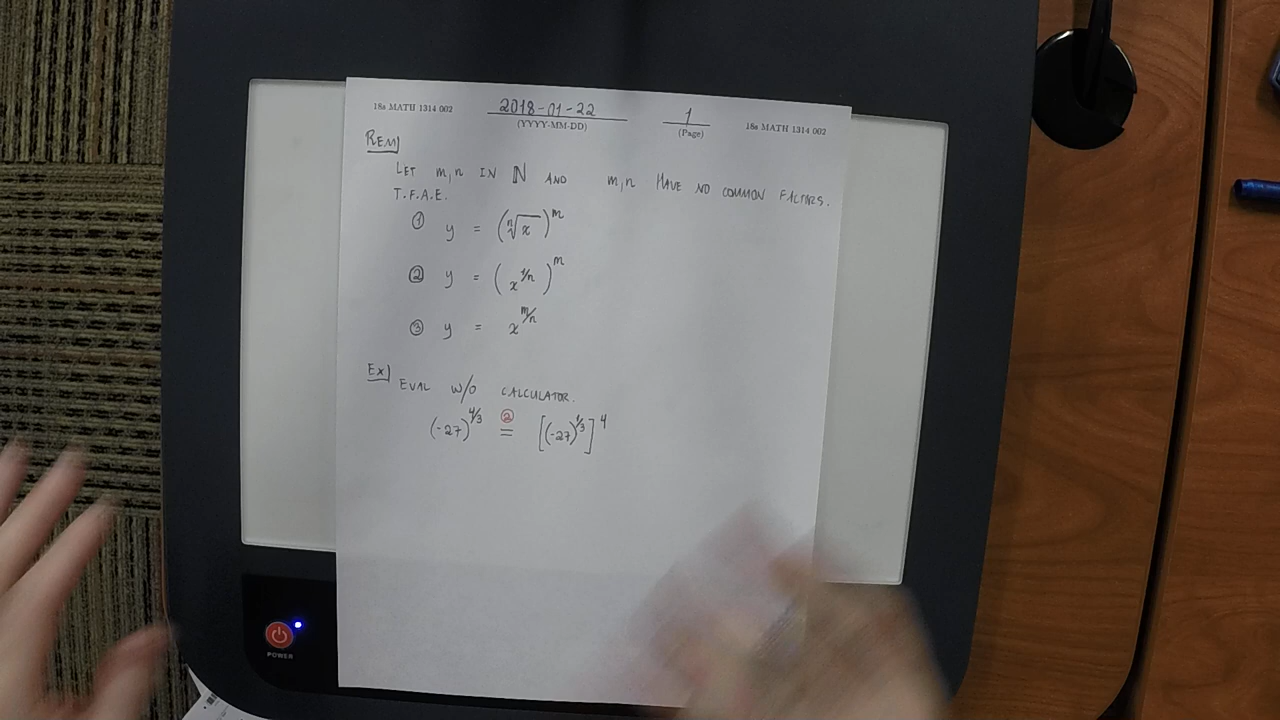 18s MATH 1314 002 2018-01-22 1 18s MATH 1314 002
(YYYY-MM-DD) (Page)
REM)
LET m,n IN ℕ AND m,n HAVE NO COMMON FACTORS.
T.F.A.E.
① y = (ⁿ√x)^m
② y = (x^{1/n})^m
③ y = x^{m/n}
EX) EVAL W/O CALCULATOR.
(-27)^{4/3} ②= [(-27)^{1/3}]^4
POWER